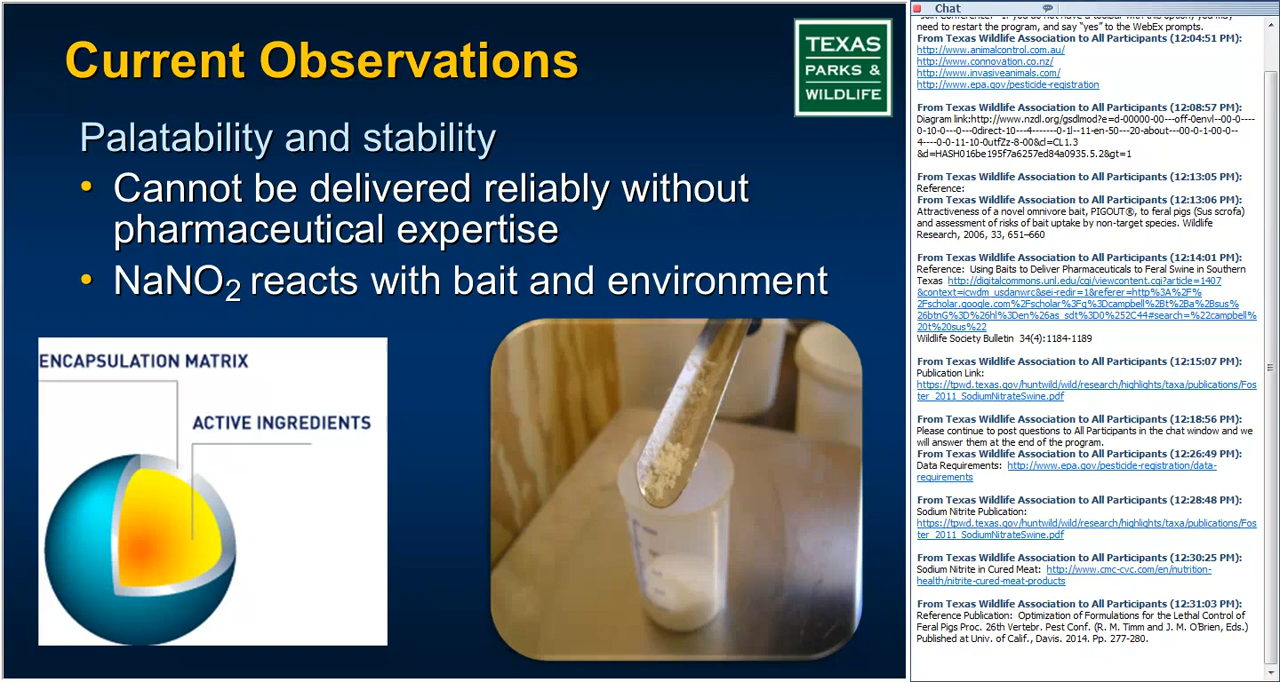 Current Observations
TEXAS
PARKS &
WILDLIFE
Palatability and stability
• Cannot be delivered reliably without
pharmaceutical expertise
• NaNO2 reacts with bait and environment
ENCAPSULATION MATRIX
ACTIVE INGREDIENTS
Chat
need to restart the program, and say "yes" to the WebEx prompts.
From Texas Wildlife Association to All Participants (12:04:51 PM):
http://www.animalcontrol.com.au/
http://www.connovation.co.nz/
http://www.invasiveanimals.com/
http://www.epa.gov/pesticide-registration
From Texas Wildlife Association to All Participants (12:08:57 PM):
Diagram link:http://www.nzdl.org/gsdlmod?e=d-00000-00---off-0envl--00-0----
0-10-0---0---0direct-10---4-------0-1l--11-en-50---20-about---00-0-1-00-0--
4----0-0-11-10-0utfZz-8-00&cl=CL1.3
&d=HASH016be195f7a6257ed84a0935.5.2&gt=1
From Texas Wildlife Association to All Participants (12:13:05 PM):
Reference:
From Texas Wildlife Association to All Participants (12:13:06 PM):
Attractiveness of a novel omnivore bait, PIGOUT®, to feral pigs (Sus scrofa)
and assessment of risks of bait uptake by non-target species. Wildlife
Research, 2006, 33, 651–660
From Texas Wildlife Association to All Participants (12:14:01 PM):
Reference: Using Baits to Deliver Pharmaceuticals to Feral Swine in Southern
Texas http://digitalcommons.unl.edu/cgi/viewcontent.cgi?article=1407
&context=icwdm_usdanwrc&sei-redir=1&referer=http%3A%2F%
2Fscholar.google.com%2Fscholar%3Fq%3Dcampbell%2Bt%2Ba%2Bsus%
26btnG%3D%26hl%3Den%26as_sdt%3D0%252C44#search=%22campbell%
20t%20sus%22
Wildlife Society Bulletin 34(4):1184-1189
From Texas Wildlife Association to All Participants (12:15:07 PM):
Publication Link:
https://tpwd.texas.gov/huntwild/wild/research/highlights/taxa/publications/Fos
ter_2011_SodiumNitrateSwine.pdf
From Texas Wildlife Association to All Participants (12:18:56 PM):
Please continue to post questions to All Participants in the chat window and we
will answer them at the end of the program.
From Texas Wildlife Association to All Participants (12:26:49 PM):
Data Requirements: http://www.epa.gov/pesticide-registration/data-
requirements
From Texas Wildlife Association to All Participants (12:28:48 PM):
Sodium Nitrite Publication:
https://tpwd.texas.gov/huntwild/wild/research/highlights/taxa/publications/Fos
ter_2011_SodiumNitrateSwine.pdf
From Texas Wildlife Association to All Participants (12:30:25 PM):
Sodium Nitrite in Cured Meat: http://www.cmc-cvc.com/en/nutrition-
health/nitrite-cured-meat-products
From Texas Wildlife Association to All Participants (12:31:03 PM):
Reference Publication: Optimization of Formulations for the Lethal Control of
Feral Pigs Proc. 26th Vertebr. Pest Conf. (R. M. Timm and J. M. O'Brien, Eds.)
Published at Univ. of Calif., Davis. 2014. Pp. 277-280.